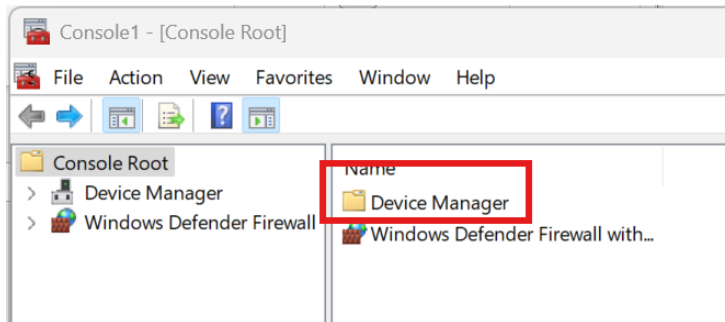 Console1 - [Console Root]
File Action View Favorites Window Help
Console Root
Device Manager
Windows Defender Firewall
Name
Device Manager
Windows Defender Firewall with...